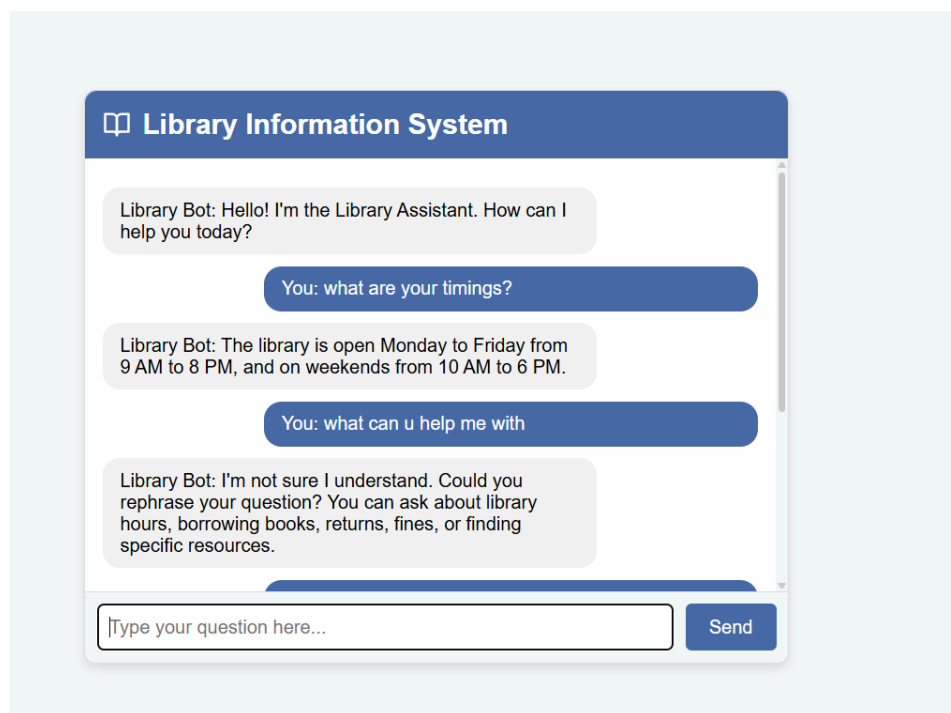 Library Information System
Library Bot: Hello! I'm the Library Assistant. How can I
help you today?
You: what are your timings?
Library Bot: The library is open Monday to Friday from
9 AM to 8 PM, and on weekends from 10 AM to 6 PM.
You: what can u help me with
Library Bot: I'm not sure I understand. Could you
rephrase your question? You can ask about library
hours, borrowing books, returns, fines, or finding
specific resources.
Type your question here...
Send